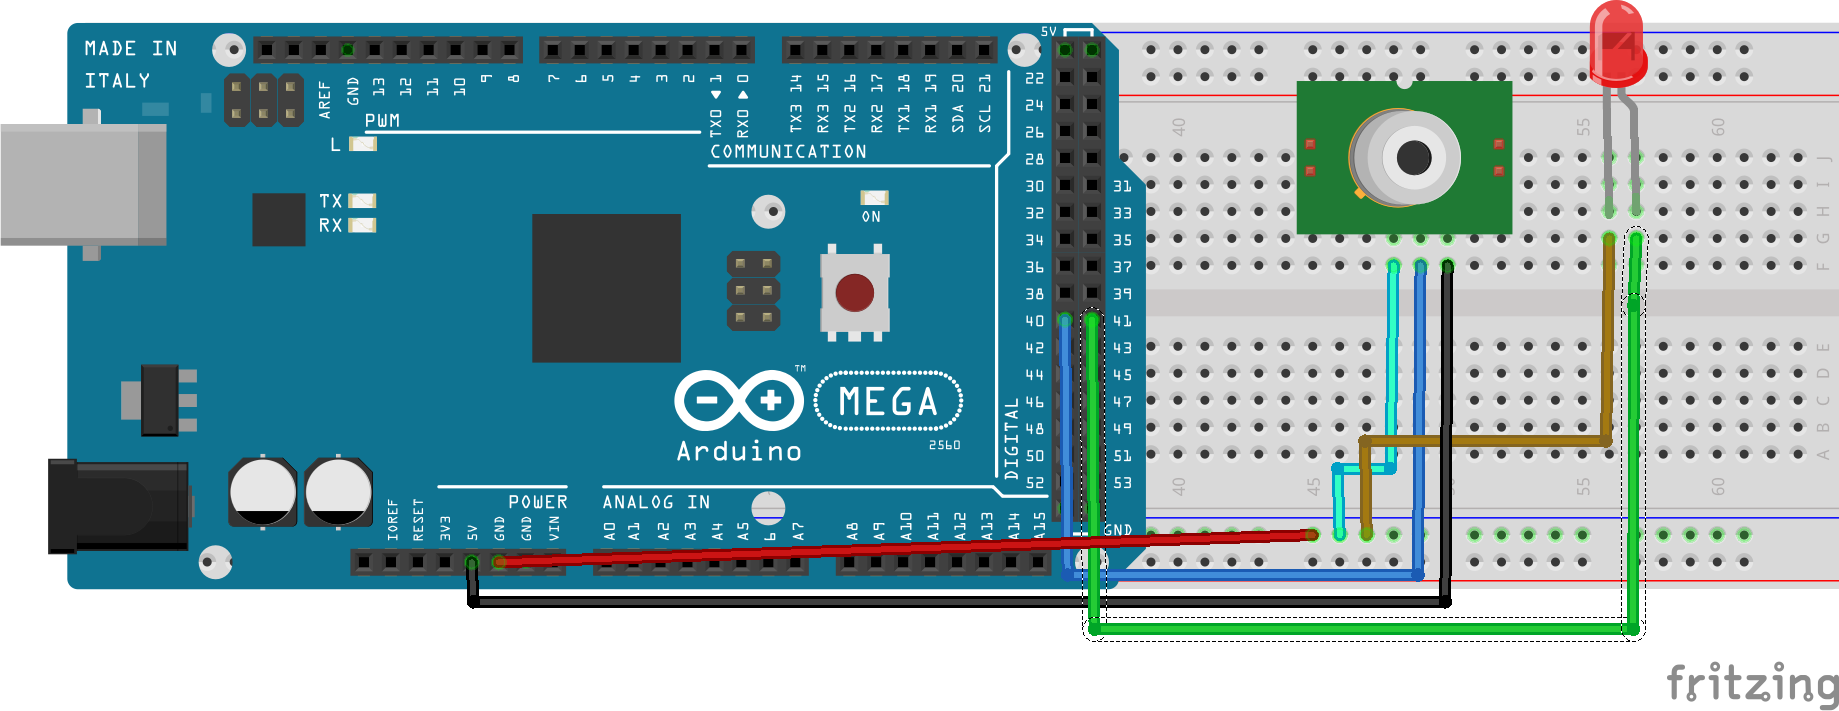 MADE IN
ITALY
AREF
GND
13
12
11
10
9
8
7
6
5
4
3
2
TX0 ▶ 1
RX0 ◀ 0
TX3 14
RX3 15
TX2 16
RX2 17
TX1 18
RX1 19
SDA 20
SCL 21
PWM
COMMUNICATION
L
TX
RX
ON
5V
22
24
26
28
30
31
32
33
34
35
36
37
38
39
40
41
42
43
44
45
46
47
48
49
50
51
52
53
GND
DIGITAL
TM
MEGA
2560
Arduino
POWER
ANALOG IN
IOREF
RESET
3V3
5V
GND
GND
VIN
A0
A1
A2
A3
A4
A5
6
A7
A8
A9
A10
A11
A12
A13
A14
A15
40
55
60
J
I
H
G
F
E
D
C
B
A
40
45
55
60
fritzing